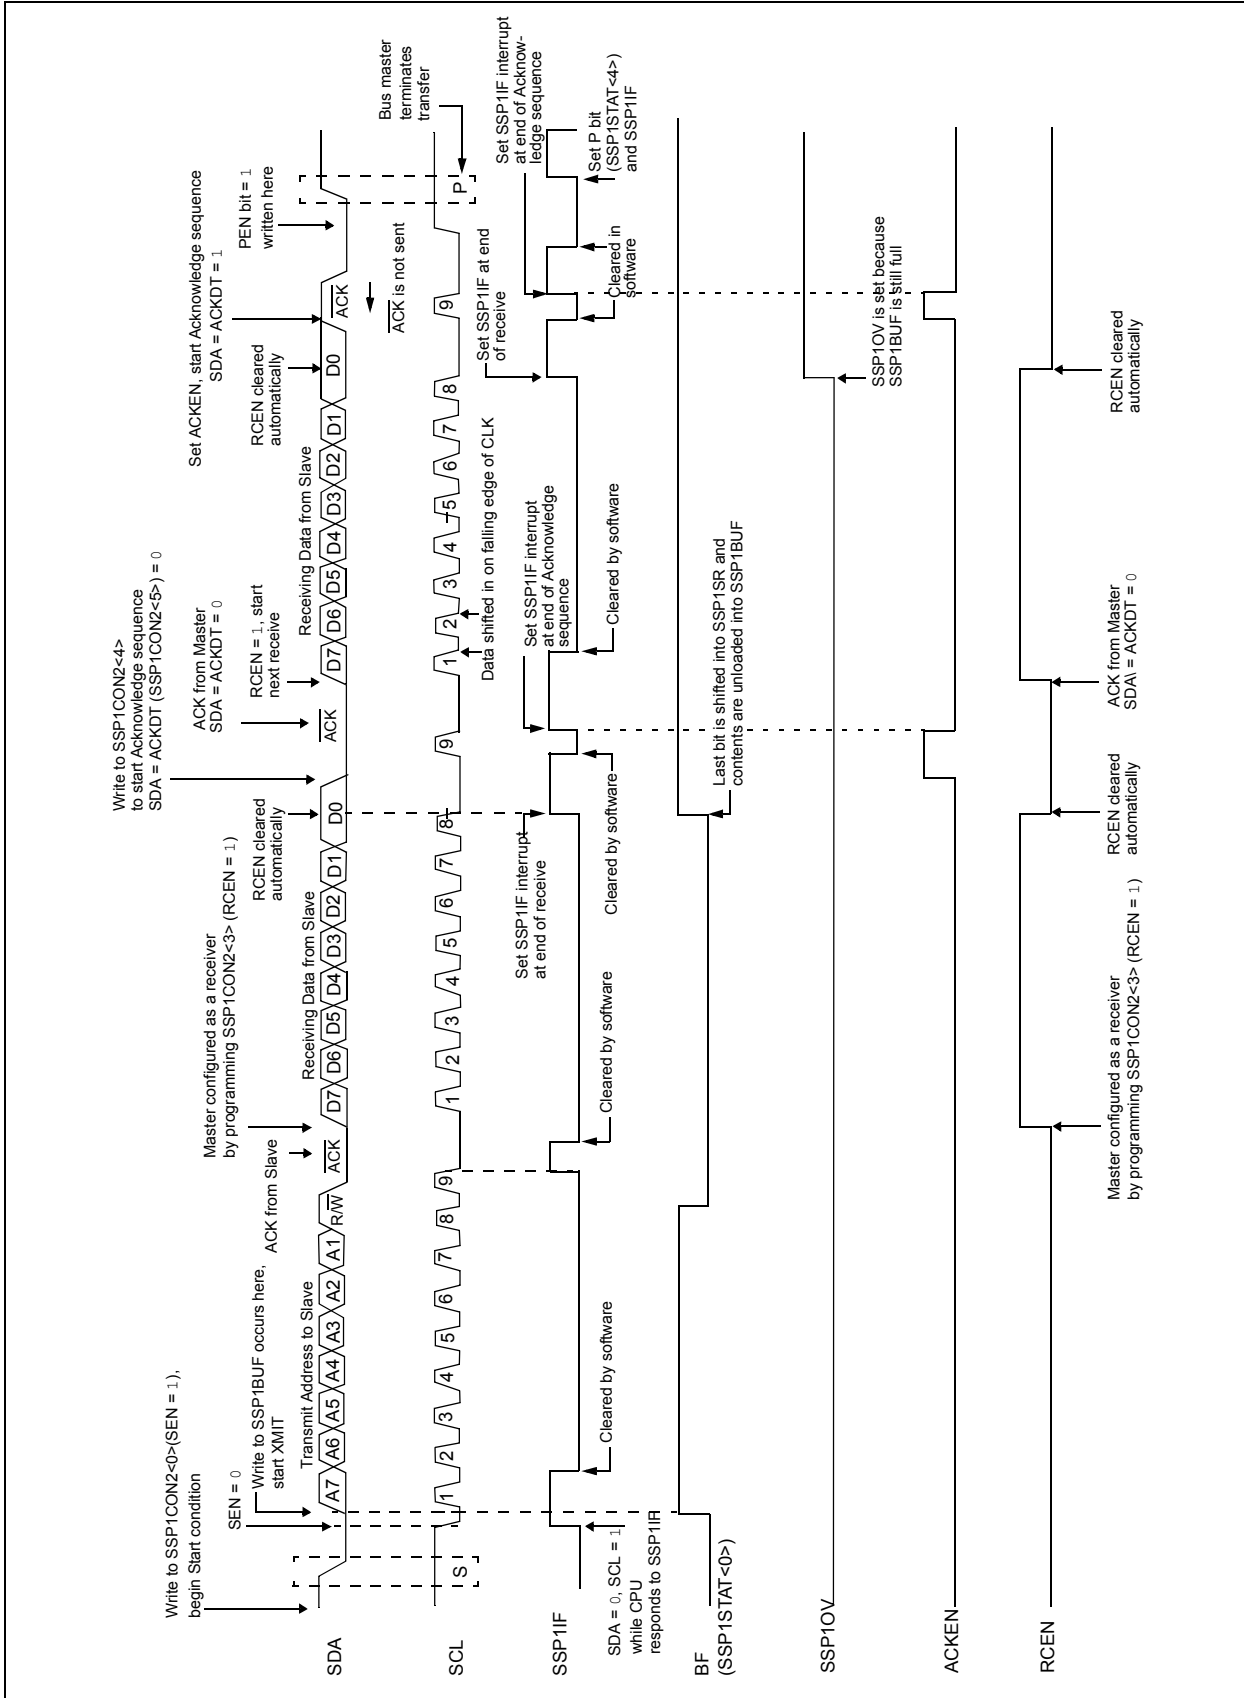 Write to SSP1CON2<0>(SEN = 1),
begin Start condition
SEN = 0
Write to SSP1BUF occurs here,
start XMIT
ACK from Slave
Master configured as a receiver
by programming SSP1CON2<3> (RCEN = 1)
RCEN cleared
automatically
Write to SSP1CON2<4>
to start Acknowledge sequence
SDA = ACKDT (SSP1CON2<5>) = 0
ACK from Master
SDA = ACKDT = 0
RCEN = 1, start
next receive
RCEN cleared
automatically
Set ACKEN, start Acknowledge sequence
SDA = ACKDT = 1
PEN bit = 1
written here
Transmit Address to Slave
Receiving Data from Slave
Receiving Data from Slave
SDA
A7 A6 A5 A4 A3 A2 A1 R/W ACK
D7 D6 D5 D4 D3 D2 D1 D0
ACK
D7 D6 D5 D4 D3 D2 D1 D0
ACK
ACK is not sent
Bus master
terminates
transfer
SCL
S
1 2 3 4 5 6 7 8 9
1 2 3 4 5 6 7 8 9
1 2 3 4 5 6 7 8 9
P
Data shifted in on falling edge of CLK
Set SSP1IF interrupt
at end of receive
Set SSP1IF interrupt
at end of Acknowledge
sequence
Set SSP1IF at end
of receive
Set SSP1IF interrupt
at end of Acknow-
ledge sequence
SSP1IF
SDA = 0, SCL = 1
while CPU
responds to SSP1IF
Cleared by software
Cleared by software
Cleared by software
Cleared by software
Cleared in
software
Set P bit
(SSP1STAT<4>)
and SSP1IF
BF
(SSP1STAT<0>)
Last bit is shifted into SSP1SR and
contents are unloaded into SSP1BUF
SSP1OV
SSP1OV is set because
SSP1BUF is still full
ACKEN
RCEN
Master configured as a receiver
by programming SSP1CON2<3> (RCEN = 1)
RCEN cleared
automatically
ACK from Master
SDA\ = ACKDT = 0
RCEN cleared
automatically